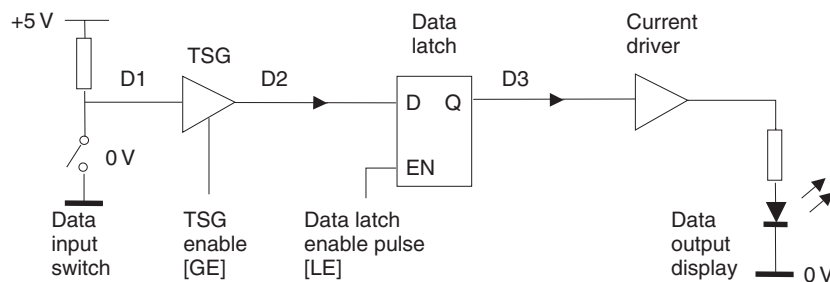 +5 V
TSG
Data
latch
Current
driver
D1
D2
D3
D Q
EN
0 V
Data
input
switch
TSG
enable
[GE]
Data latch
enable pulse
[LE]
Data
output
display
0 V